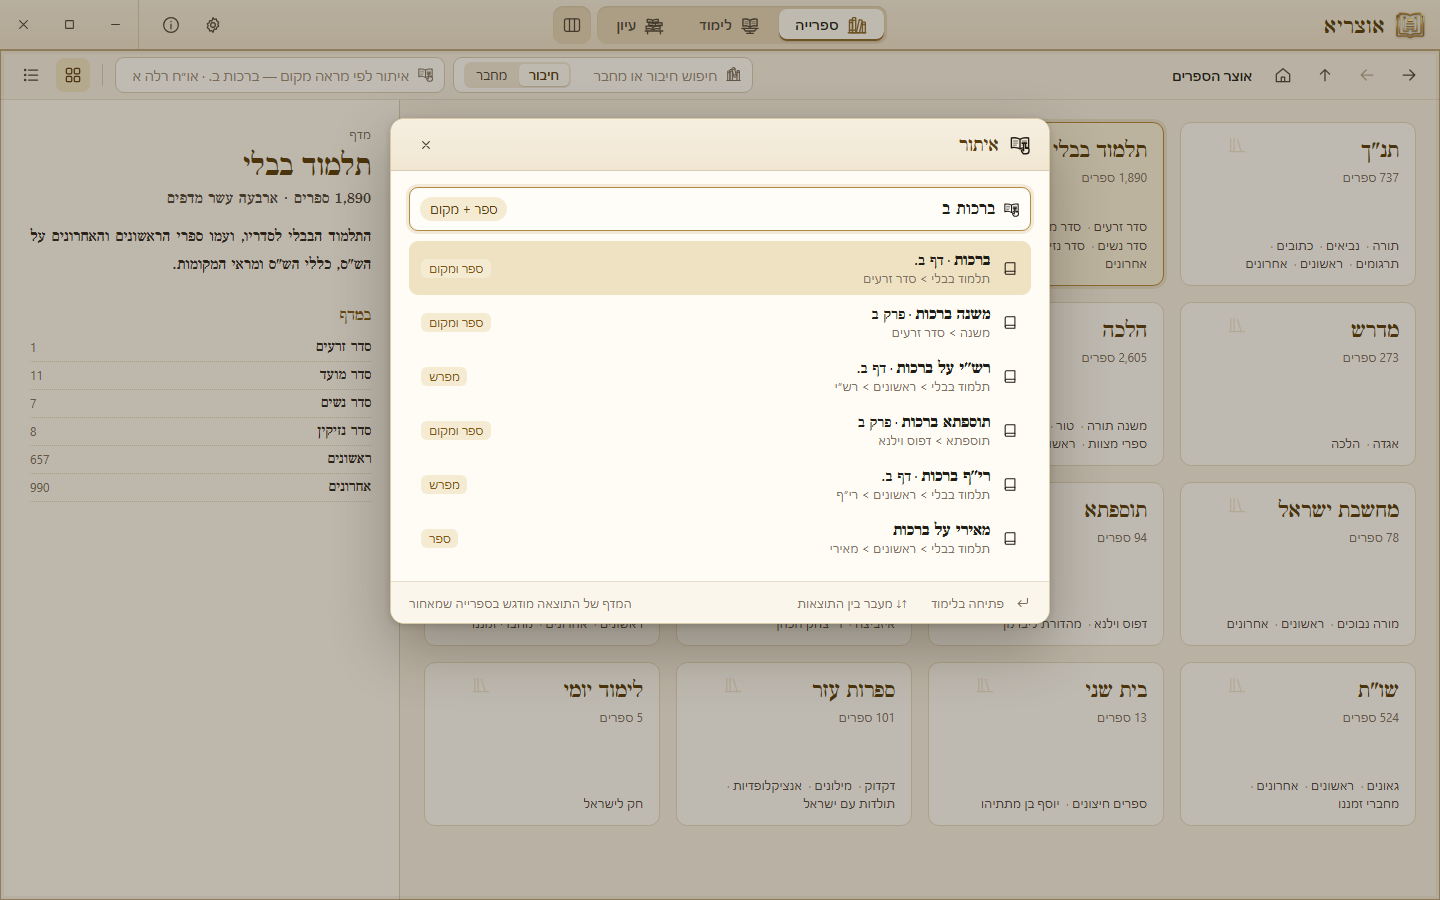 אוצריא
ספרייה
לימוד
עיון
אוצר הספרים
חיפוש חיבור או מחבר
חיבור
מחבר
איתור לפי מראה מקום — ברכות ב. · או״ח רלה א
תנ״ך
737 ספרים
תורה · נביאים · כתובים ·
תרגומים · ראשונים · אחרונים
תלמוד בבלי
1,890 ספרים
סדר זרעים ·
סדר נשים ·
אחרונים
מדרש
273 ספרים
אגדה · הלכה
הלכה
2,605 ספרים
משנה תורה · טור ·
ספרי מצוות ·
מחשבת ישראל
78 ספרים
מורה נבוכים · ראשונים · אחרונים
תוספתא
94 ספרים
דפוס וילנא · מהדורת ליברמן
ראשונים · אחרונים · מחברי זמננו
שו״ת
524 ספרים
גאונים · ראשונים · אחרונים ·
מחברי זמננו
בית שני
13 ספרים
ספרים חיצונים · יוסף בן מתתיהו
ספרות עזר
101 ספרים
דקדוק · מילונים · אנציקלופדיות ·
תולדות עם ישראל
לימוד יומי
5 ספרים
חק לישראל
איתור
ברכות ב
ספר + מקום
ברכות · דף ב.
תלמוד בבלי > סדר זרעים
ספר ומקום
משנה ברכות · פרק ב
משנה > סדר זרעים
ספר ומקום
רש״י על ברכות · דף ב.
תלמוד בבלי > ראשונים > רש״י
מפרש
תוספתא ברכות · פרק ב
תוספתא > דפוס וילנא
ספר ומקום
רי״ף ברכות · דף ב.
תלמוד בבלי > ראשונים > רי״ף
מפרש
מאירי על ברכות
תלמוד בבלי > ראשונים > מאירי
ספר
פתיחה בלימוד
↑↓ מעבר בין התוצאות
המדף של התוצאה מודגש בספרייה שמאחור
מדף
תלמוד בבלי
1,890 ספרים · ארבעה עשר מדפים
התלמוד הבבלי לסדריו, ועמו ספרי הראשונים והאחרונים על
הש״ס, כללי הש״ס ומראי המקומות.
במדף
סדר זרעים 1
סדר מועד 11
סדר נשים 7
סדר נזיקין 8
ראשונים 657
אחרונים 990